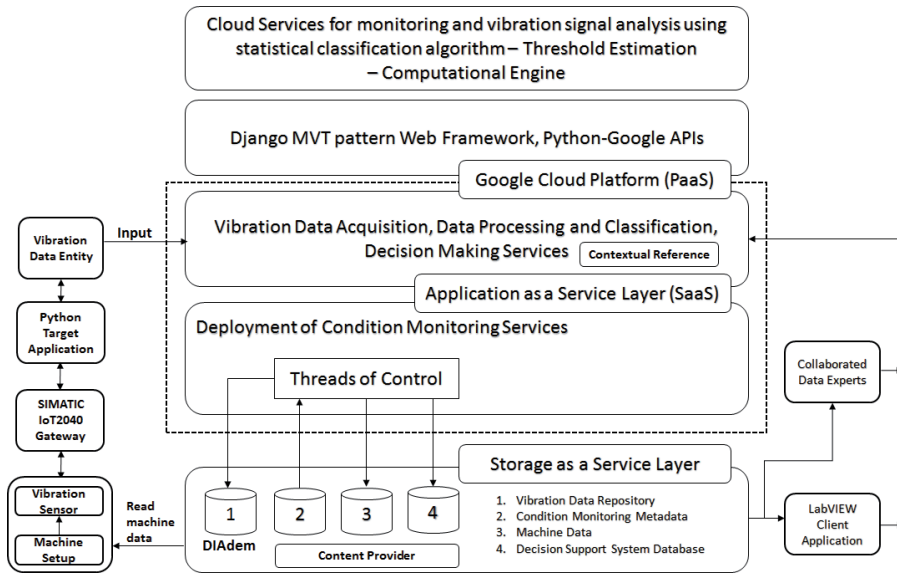 Cloud Services for monitoring and vibration signal analysis using
statistical classification algorithm – Threshold Estimation
– Computational Engine
Django MVT pattern Web Framework, Python-Google APIs
Google Cloud Platform (PaaS)
Vibration Data Acquisition, Data Processing and Classification,
Decision Making Services
Contextual Reference
Application as a Service Layer (SaaS)
Deployment of Condition Monitoring Services
Threads of Control
Storage as a Service Layer
1
2
3
4
DIAdem
Content Provider
1. Vibration Data Repository
2. Condition Monitoring Metadata
3. Machine Data
4. Decision Support System Database
Vibration
Data Entity
Input
Python
Target
Application
SIMATIC
IoT2040
Gateway
Vibration
Sensor
Machine
Setup
Read
machine
data
Collaborated
Data Experts
LabVIEW
Client
Application